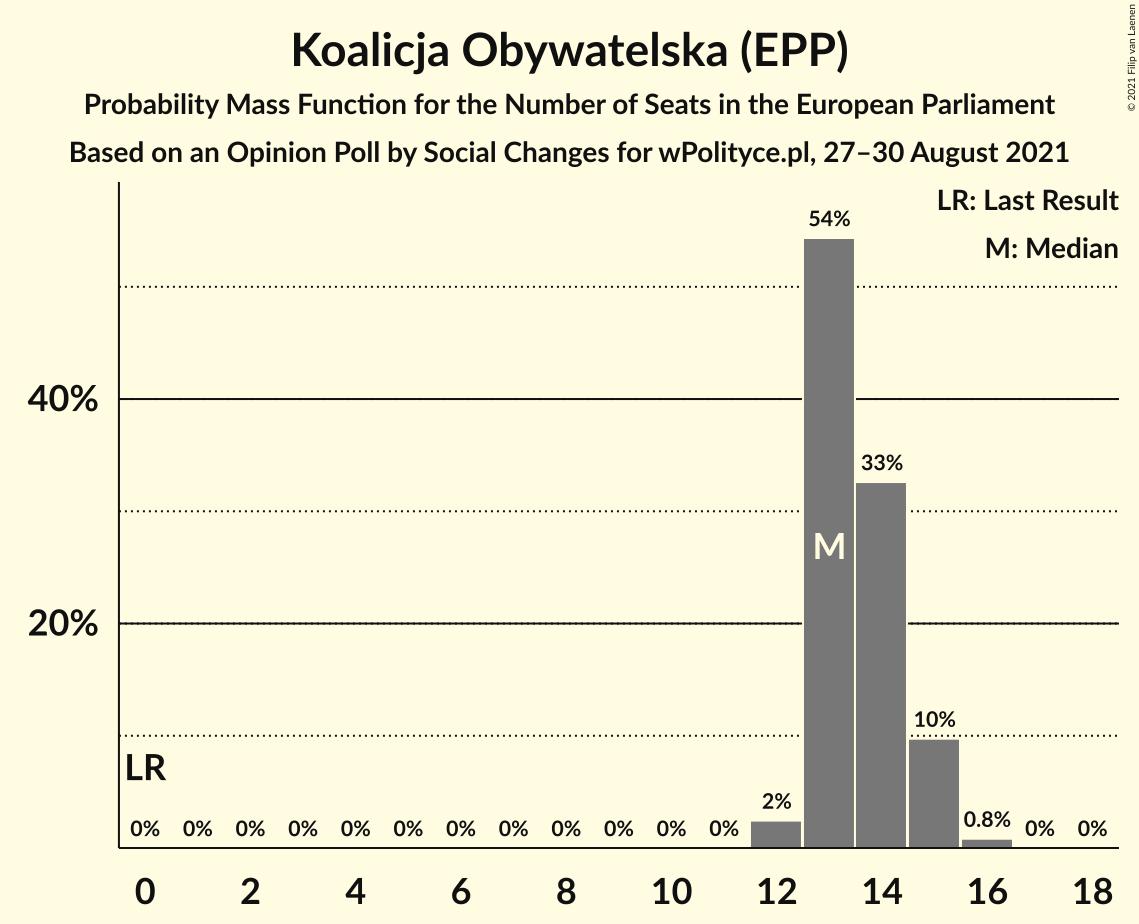 Koalicja Obywatelska (EPP)
Probability Mass Function for the Number of Seats in the European Parliament
Based on an Opinion Poll by Social Changes for wPolityce.pl, 27–30 August 2021
© 2021 Filip van Laenen
LR: Last Result
M: Median
54%
40%
33%
M
20%
10%
LR
2%
0.8%
0% 0% 0% 0% 0% 0% 0% 0% 0% 0% 0% 0% 0% 0%
0 2 4 6 8 10 12 14 16 18